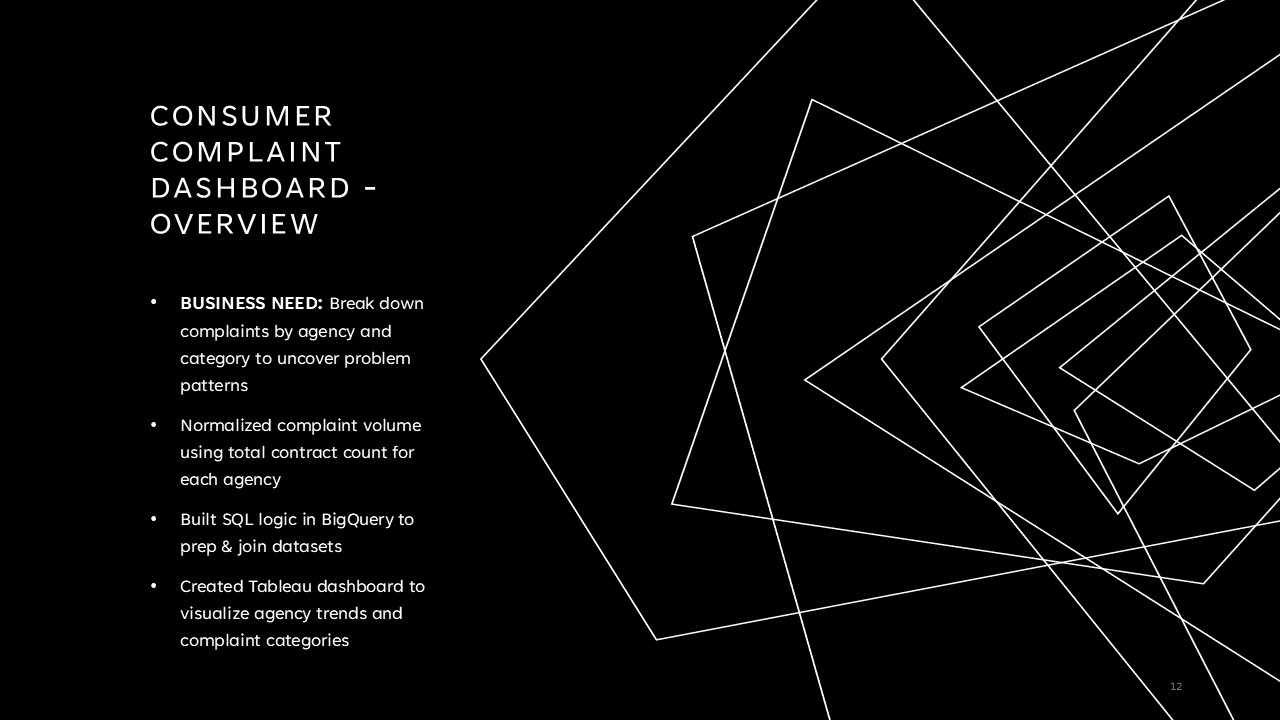 CONSUMER
COMPLAINT
DASHBOARD -
OVERVIEW
• BUSINESS NEED: Break down
complaints by agency and
category to uncover problem
patterns
• Normalized complaint volume
using total contract count for
each agency
• Built SQL logic in BigQuery to
prep & join datasets
• Created Tableau dashboard to
visualize agency trends and
complaint categories
12